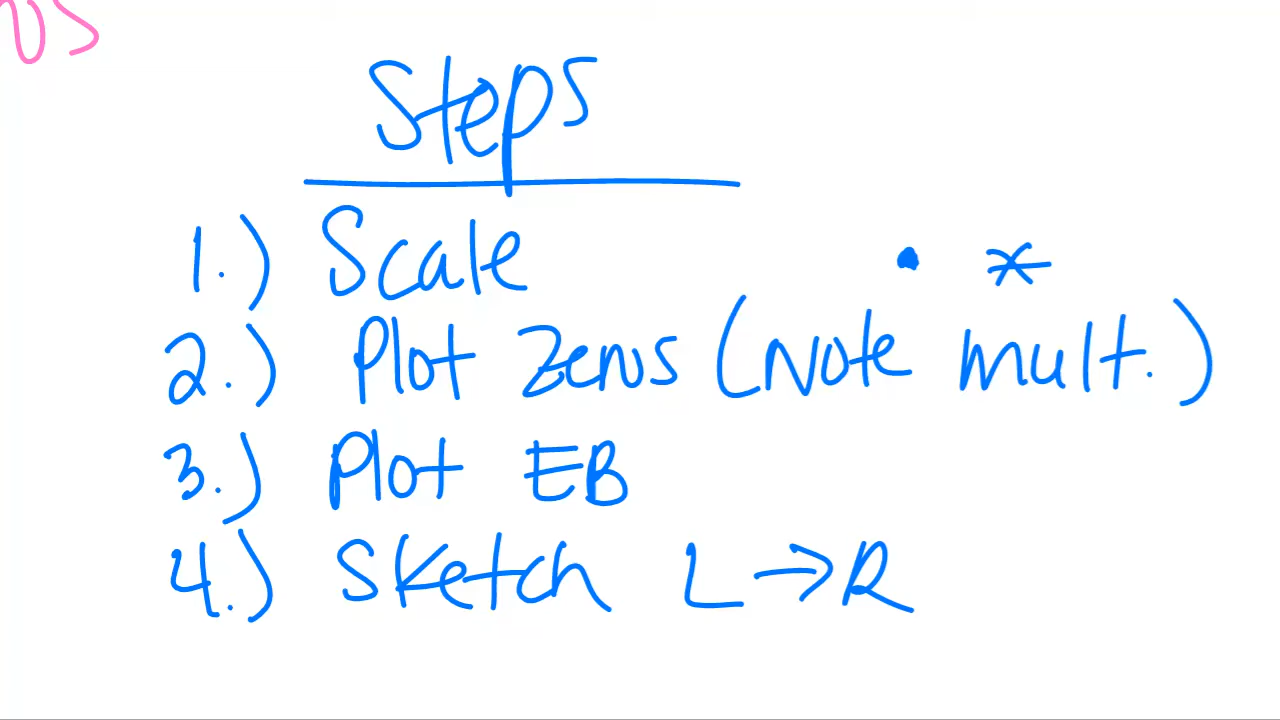 Steps
1.) Scale • *
2.) Plot Zeros (Note mult.)
3.) Plot EB
4.) Sketch L → R